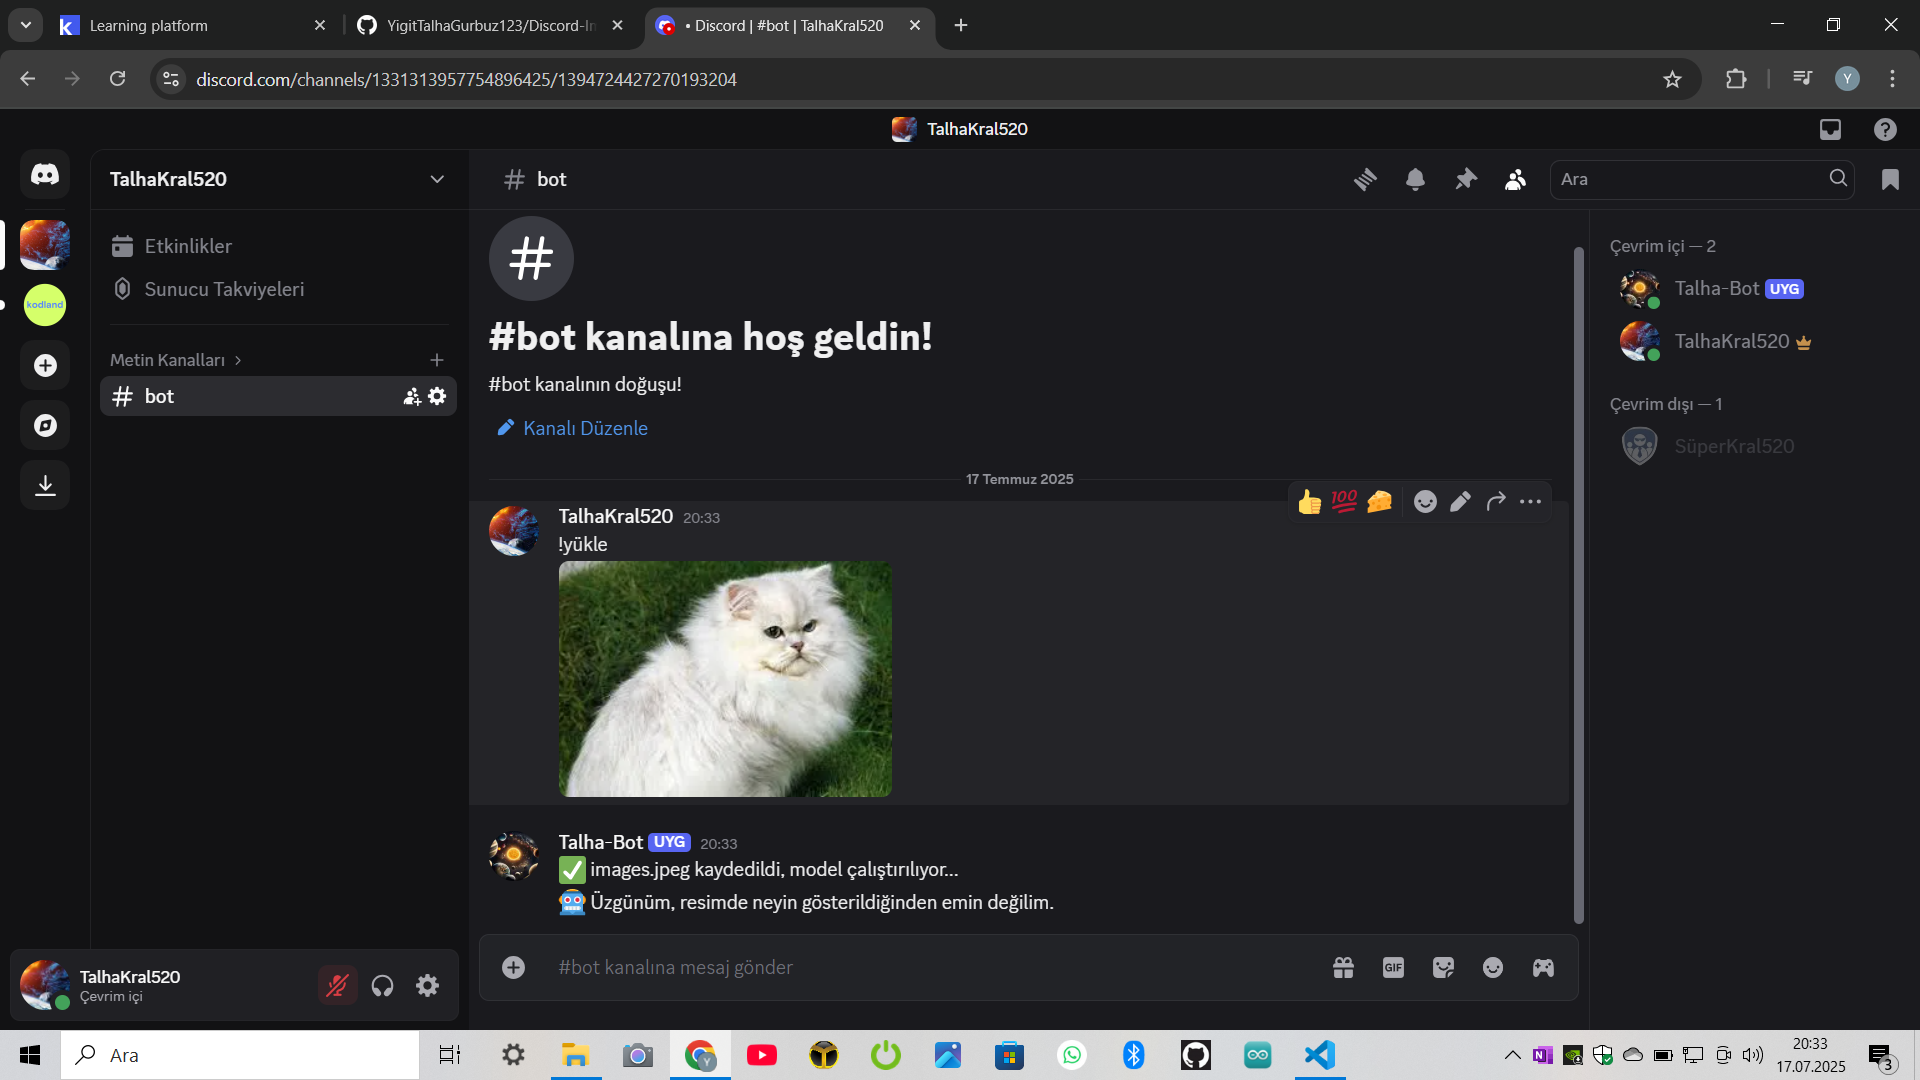 Learning platform
YigitTalhaGurbuz123/Discord-In
• Discord | #bot | TalhaKral520
discord.com/channels/1331313957754896425/1394724427270193204
Y
TalhaKral520
TalhaKral520
# bot
Ara
Etkinlikler
Sunucu Takviyeleri
kodland
Metin Kanalları
bot
#bot kanalına hoş geldin!
#bot kanalının doğuşu!
Kanalı Düzenle
17 Temmuz 2025
TalhaKral520 20:33
!yükle
Talha-Bot UYG 20:33
✅ images.jpeg kaydedildi, model çalıştırılıyor...
🤖 Üzgünüm, resimde neyin gösterildiğinden emin değilim.
#bot kanalına mesaj gönder
GIF
Çevrim içi — 2
Talha-Bot UYG
TalhaKral520
Çevrim dışı — 1
SüperKral520
TalhaKral520
Çevrim içi
Ara
20:33
17.07.2025
3